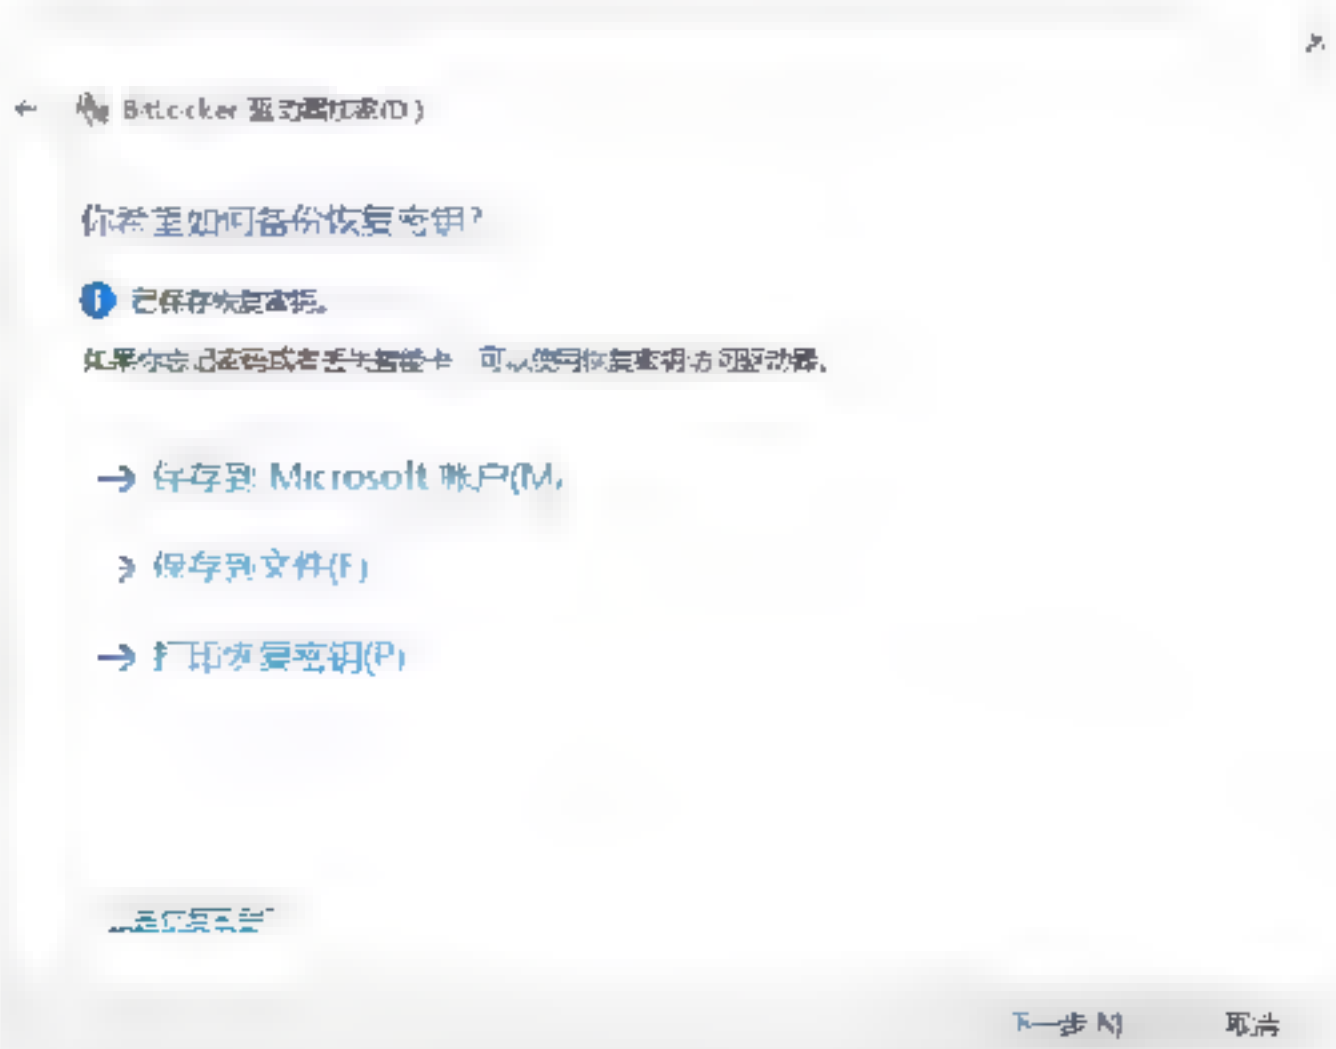 BitLocker 驱动器加密(D:)
你希望如何备份恢复密钥?
已保存恢复密钥。
如果你忘记密码或者丢失智能卡，可以使用恢复密钥访问驱动器。
保存到 Microsoft 帐户(M)
保存到文件(F)
打印恢复密钥(P)
下一步(N)
取消